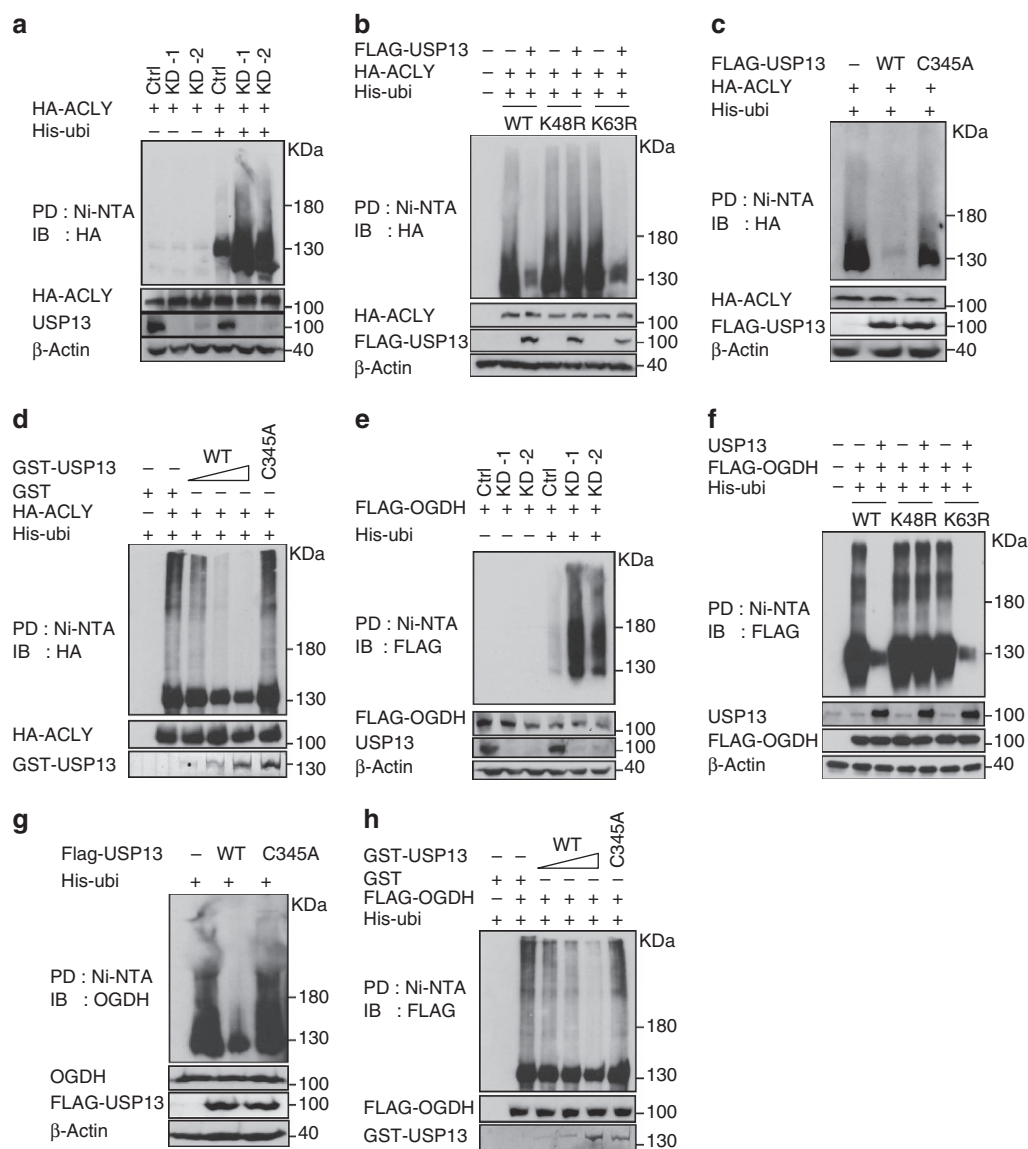 a
Ctrl KD -1 KD -2 Ctrl KD -1 KD -2
HA-ACLY + + + + + +
His-ubi – – – + + +
KDa
180
130
PD : Ni-NTA
IB : HA
HA-ACLY 100
USP13 100
β-Actin 40
b
FLAG-USP13 – – + – + – +
HA-ACLY – + + + + + +
His-ubi – + + + + + +
WT K48R K63R
KDa
180
130
PD : Ni-NTA
IB : HA
HA-ACLY 100
FLAG-USP13 100
β-Actin 40
c
FLAG-USP13 – WT C345A
HA-ACLY + + +
His-ubi + + +
KDa
180
130
PD : Ni-NTA
IB : HA
HA-ACLY 100
FLAG-USP13 100
β-Actin 40
d
GST-USP13 – – WT C345A
GST + + – – – –
HA-ACLY – + + + + +
His-ubi + + + + + +
KDa
180
130
PD : Ni-NTA
IB : HA
HA-ACLY 100
GST-USP13 130
e
Ctrl KD -1 KD -2 Ctrl KD -1 KD -2
FLAG-OGDH + + + + + +
His-ubi – – – + + +
KDa
180
130
PD : Ni-NTA
IB : FLAG
FLAG-OGDH 100
USP13 100
β-Actin 40
f
USP13 – – + – + – +
FLAG-OGDH – + + + + + +
His-ubi – + + + + + +
WT K48R K63R
KDa
180
130
PD : Ni-NTA
IB : FLAG
USP13 100
FLAG-OGDH 100
β-Actin 40
g
Flag-USP13 – WT C345A
His-ubi + + +
KDa
180
130
PD : Ni-NTA
IB : OGDH
OGDH 100
FLAG-USP13 100
β-Actin 40
h
GST-USP13 – – WT C345A
GST + + – – – –
FLAG-OGDH – + + + + +
His-ubi + + + + + +
KDa
180
130
PD : Ni-NTA
IB : FLAG
FLAG-OGDH 100
GST-USP13 130